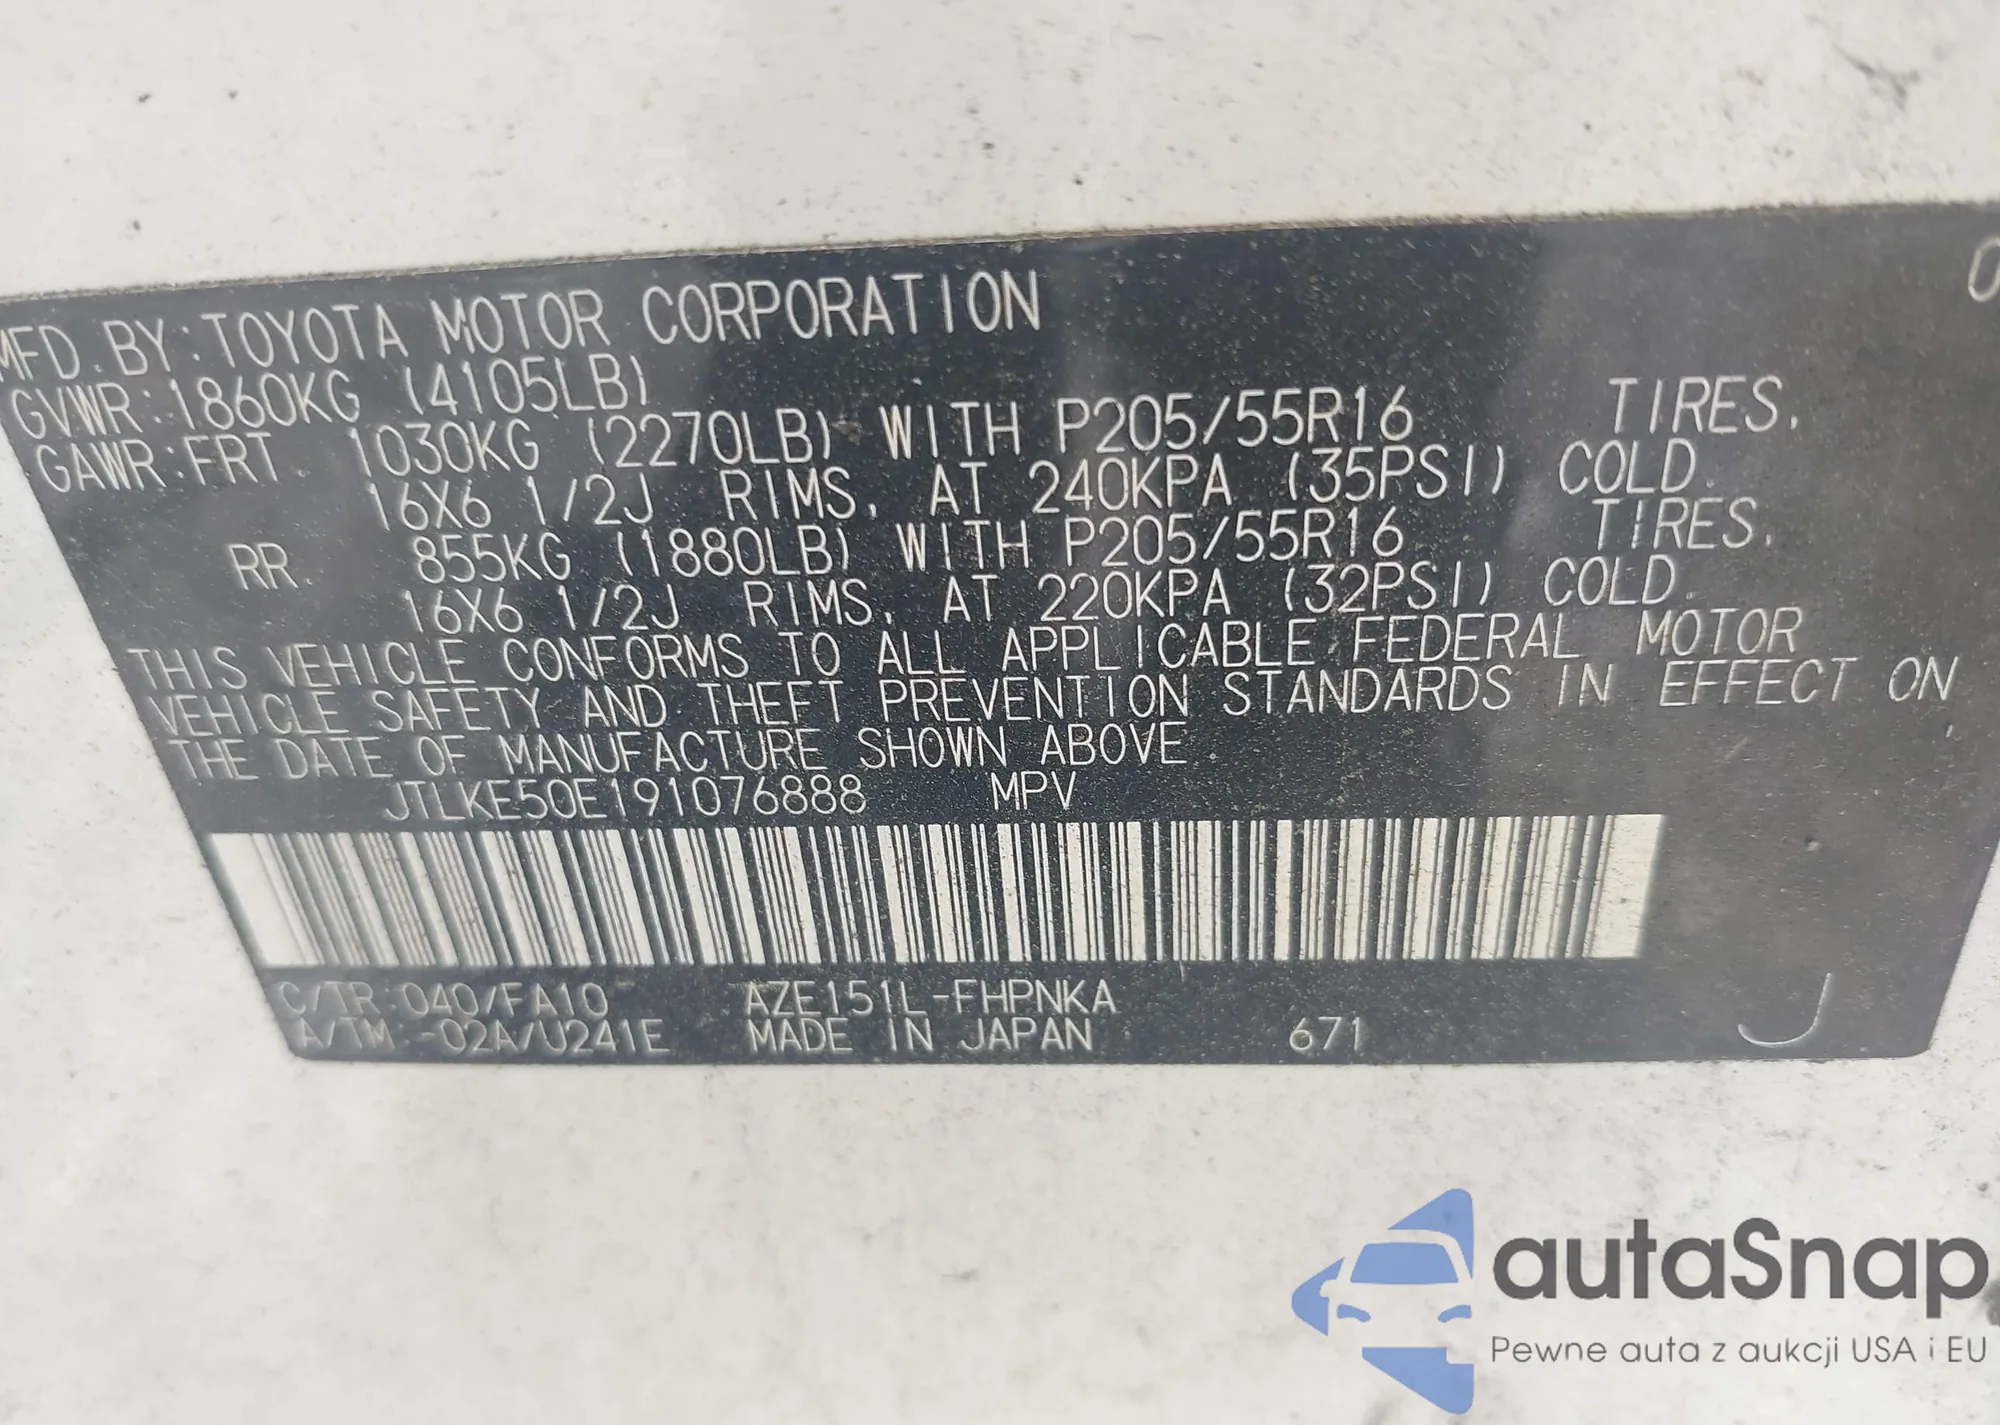 0
MFD. BY: TOYOTA MOTOR CORPORATION
GVWR: 1860KG (4105LB)
GAWR: FRT 1030KG (2270LB) WITH P205/55R16 TIRES,
16X6 1/2J RIMS, AT 240KPA (35PSI) COLD.
RR. 855KG (1880LB) WITH P205/55R16 TIRES,
16X6 1/2J RIMS, AT 220KPA (32PSI) COLD.
THIS VEHICLE CONFORMS TO ALL APPLICABLE FEDERAL MOTOR
VEHICLE SAFETY AND THEFT PREVENTION STANDARDS IN EFFECT ON
THE DATE OF MANUFACTURE SHOWN ABOVE
JTLKE50E191076888 MPV
C/TR: 040/FA10 AZE151L-FHPNKA
A/TM -02A/U241E MADE IN JAPAN 671 J
autaSnap
Pewne auta z aukcji USA i EU